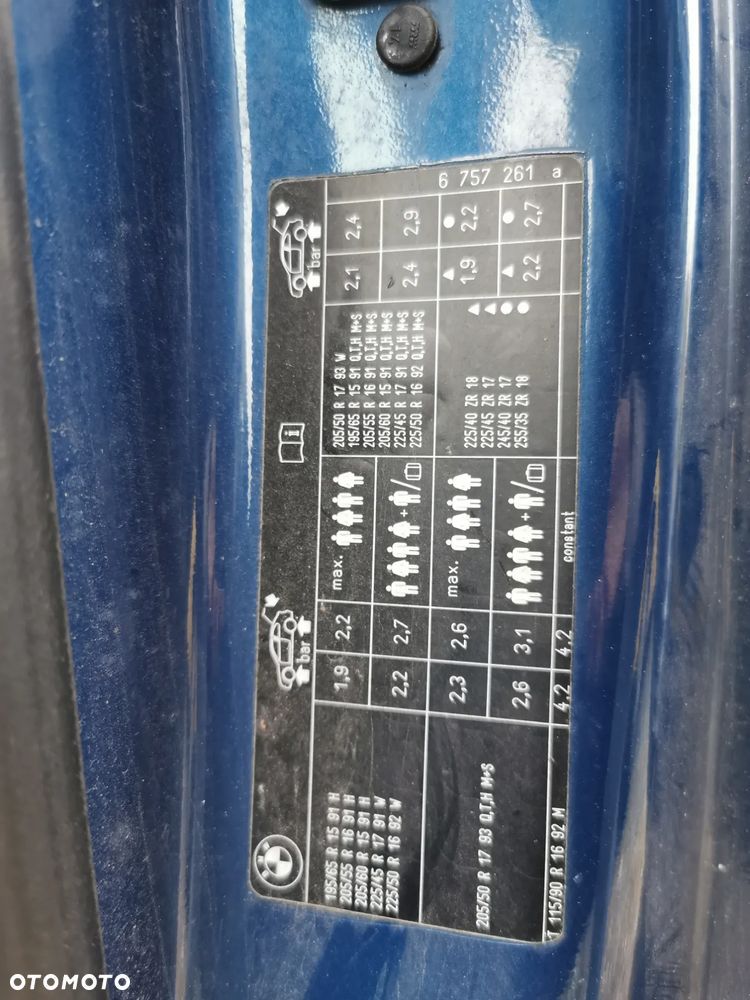 bar
bar
195/65 R 15 91 H
205/55 R 16 91 H
205/60 R 15 91 H
225/45 R 17 91 W
225/50 R 16 92 W
1,9 2,2 max.
2,2 2,7 +/
205/50 R 17 93 W
195/65 R 15 91 Q,T,H M+S
205/55 R 16 91 Q,T,H M+S
205/60 R 15 91 Q,T,H M+S
225/45 R 17 91 Q,T,H M+S
225/50 R 16 92 Q,T,H M+S
2,1 2,4
2,4 2,9
205/50 R 17 93 Q,T,H M+S
2,3 2,6 max.
2,6 3,1 +/
225/40 ZR 18
225/45 ZR 17
245/40 ZR 17
255/35 ZR 18
1,9 2,2
2,2 2,7
T 115/90 R 16 92 M 4,2 4,2 constant
6 757 261 a
OTOMOTO